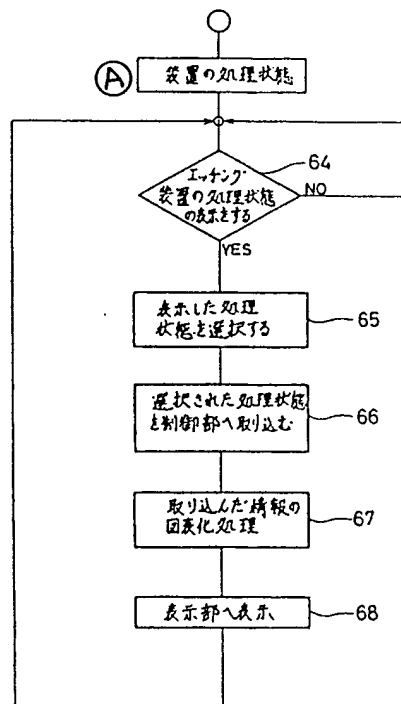 A
装置の処理状態
64
エッチング
装置の処理状態
の表示をする
NO
YES
表示した処理
状態を選択する
65
選択された処理状態
を制御部へ取り込む
66
取り込んだ情報の
図表化処理
67
表示部へ表示
68